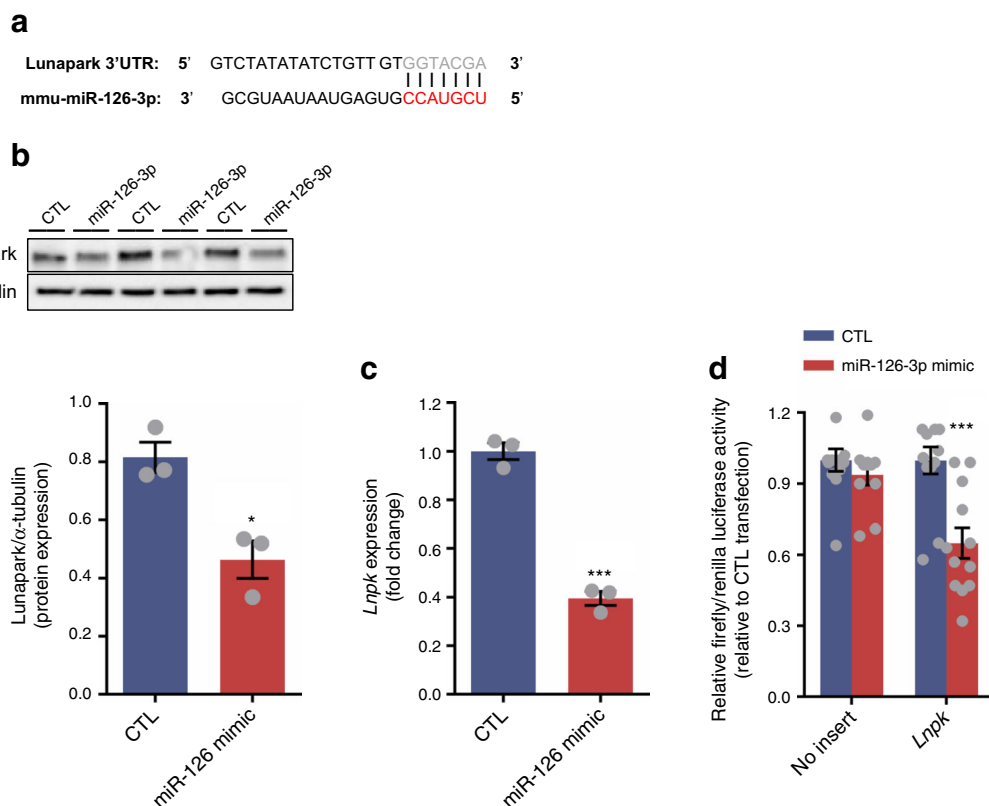 a
Lunapark 3'UTR: 5' GTCTATATATCTGTT GTGGTACGA 3'
mmu-miR-126-3p: 3' GCGUAAUAAUGAGUGCCAUGCU 5'
b
CTL miR-126-3p CTL miR-126-3p CTL miR-126-3p
rk
lin
Lunapark/α-tubulin
(protein expression)
1.0
0.8
0.6
0.4
0.2
0.0
*
CTL
miR-126 mimic
c
Lnpk expression
(fold change)
1.2
1.0
0.8
0.6
0.4
0.2
0.0
***
CTL
miR-126 mimic
d
CTL
miR-126-3p mimic
Relative firefly/renilla luciferase activity
(relative to CTL transfection)
1.2
0.9
0.6
0.3
0.0
***
No insert
Lnpk